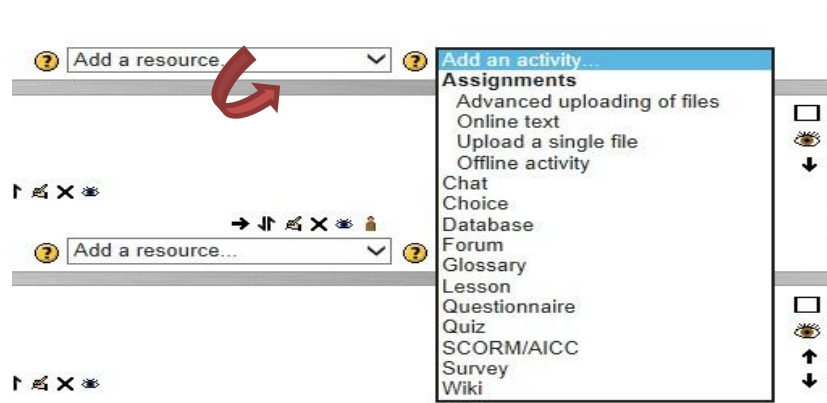 Add a resource... Add an activity...
Assignments
Advanced uploading of files
Online text
Upload a single file
Offline activity
Chat
Choice
Database
Forum
Glossary
Lesson
Questionnaire
Quiz
SCORM/AICC
Survey
Wiki
Add a resource...